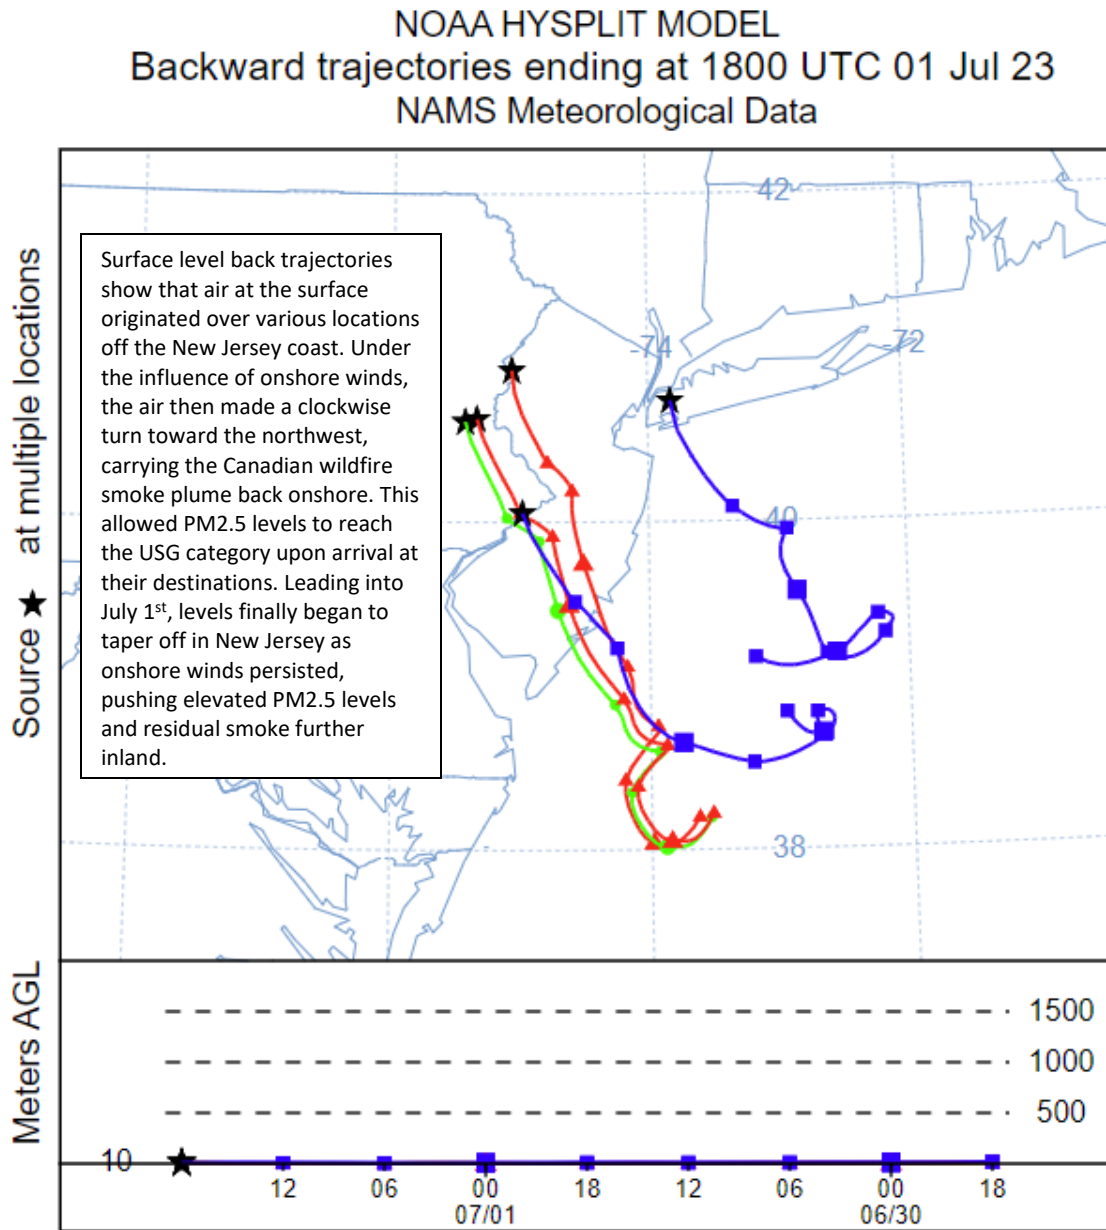 NOAA HYSPLIT MODEL
Backward trajectories ending at 1800 UTC 01 Jul 23
NAMS Meteorological Data
Source ★ at multiple locations
42
-74
-72
40
38
Surface level back trajectories
show that air at the surface
originated over various locations
off the New Jersey coast. Under
the influence of onshore winds,
the air then made a clockwise
turn toward the northwest,
carrying the Canadian wildfire
smoke plume back onshore. This
allowed PM2.5 levels to reach
the USG category upon arrival at
their destinations. Leading into
July 1st, levels finally began to
taper off in New Jersey as
onshore winds persisted,
pushing elevated PM2.5 levels
and residual smoke further
inland.
Meters AGL
1500
1000
500
10
12 06 00 18 12 06 00 18
07/01 06/30